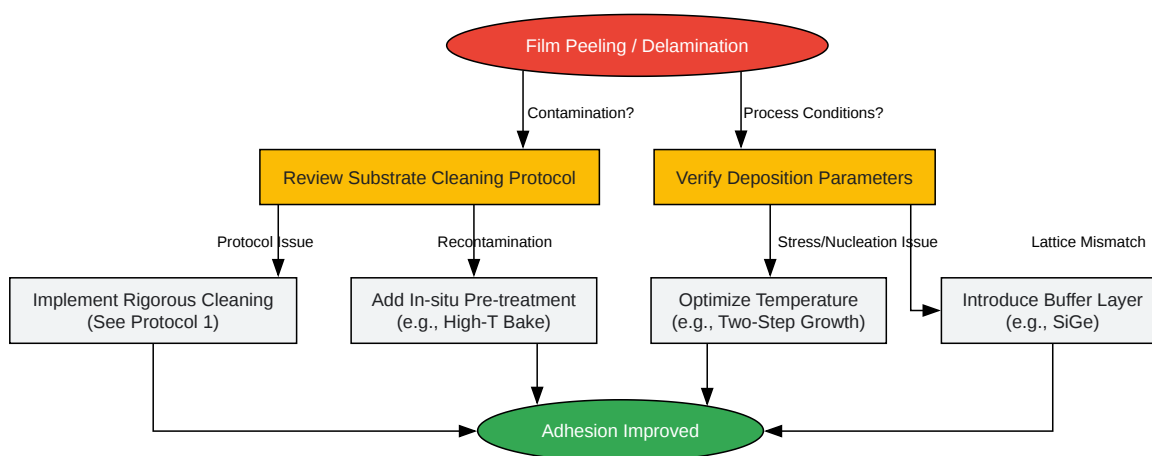 Film Peeling / Delamination
Contamination?
Process Conditions?
Review Substrate Cleaning Protocol
Verify Deposition Parameters
Protocol Issue
Recontamination
Stress/Nucleation Issue
Lattice Mismatch
Implement Rigorous Cleaning
(See Protocol 1)
Add In-situ Pre-treatment
(e.g., High-T Bake)
Optimize Temperature
(e.g., Two-Step Growth)
Introduce Buffer Layer
(e.g., SiGe)
Adhesion Improved